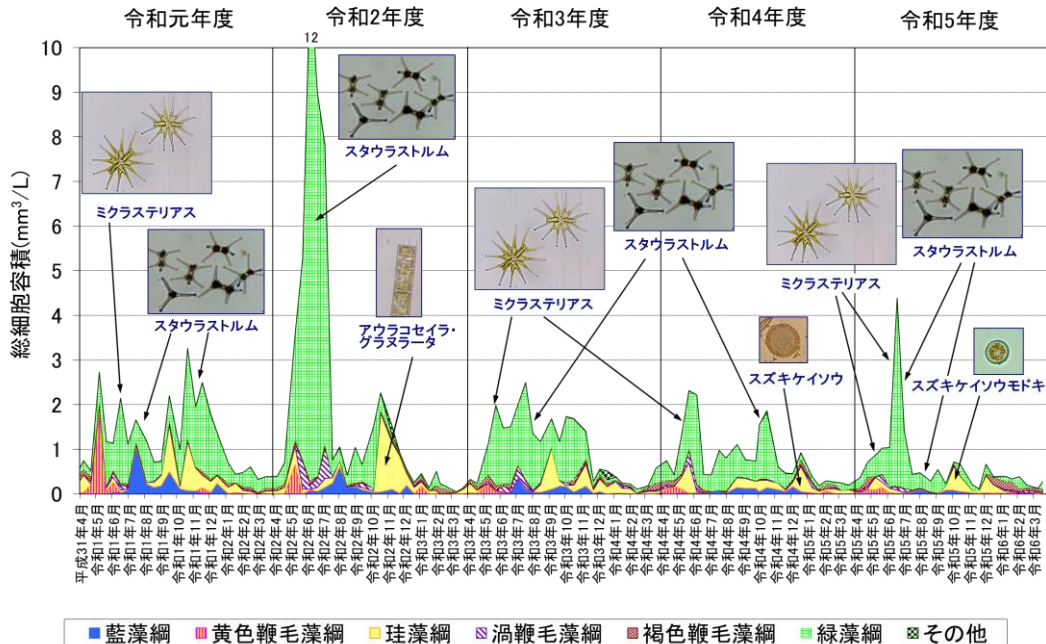 令和元年度
令和2年度
令和3年度
令和4年度
令和5年度
12
総細胞容積(mm³/L)
10
9
8
7
6
5
4
3
2
1
0
ミクラステリアス
スタウラストルム
スタウラストルム
アウラコセイラ・
グラヌラータ
ミクラステリアス
スタウラストルム
スズキケイソウ
ミクラステリアス
スタウラストルム
スズキケイソウモドキ
平成31年4月
令和1年5月
令和1年6月
令和1年7月
令和1年8月
令和1年9月
令和1年10月
令和1年11月
令和1年12月
令和2年1月
令和2年2月
令和2年3月
令和2年4月
令和2年5月
令和2年6月
令和2年7月
令和2年8月
令和2年9月
令和2年10月
令和2年11月
令和2年12月
令和3年1月
令和3年2月
令和3年3月
令和3年4月
令和3年5月
令和3年6月
令和3年7月
令和3年8月
令和3年9月
令和3年10月
令和3年11月
令和3年12月
令和4年1月
令和4年2月
令和4年3月
令和4年4月
令和4年5月
令和4年6月
令和4年7月
令和4年8月
令和4年9月
令和4年10月
令和4年11月
令和4年12月
令和5年1月
令和5年2月
令和5年3月
令和5年4月
令和5年5月
令和5年6月
令和5年7月
令和5年8月
令和5年9月
令和5年10月
令和5年11月
令和5年12月
令和6年1月
令和6年2月
令和6年3月
藍藻綱 黄色鞭毛藻綱 珪藻綱 渦鞭毛藻綱 褐色鞭毛藻綱 緑藻綱 その他